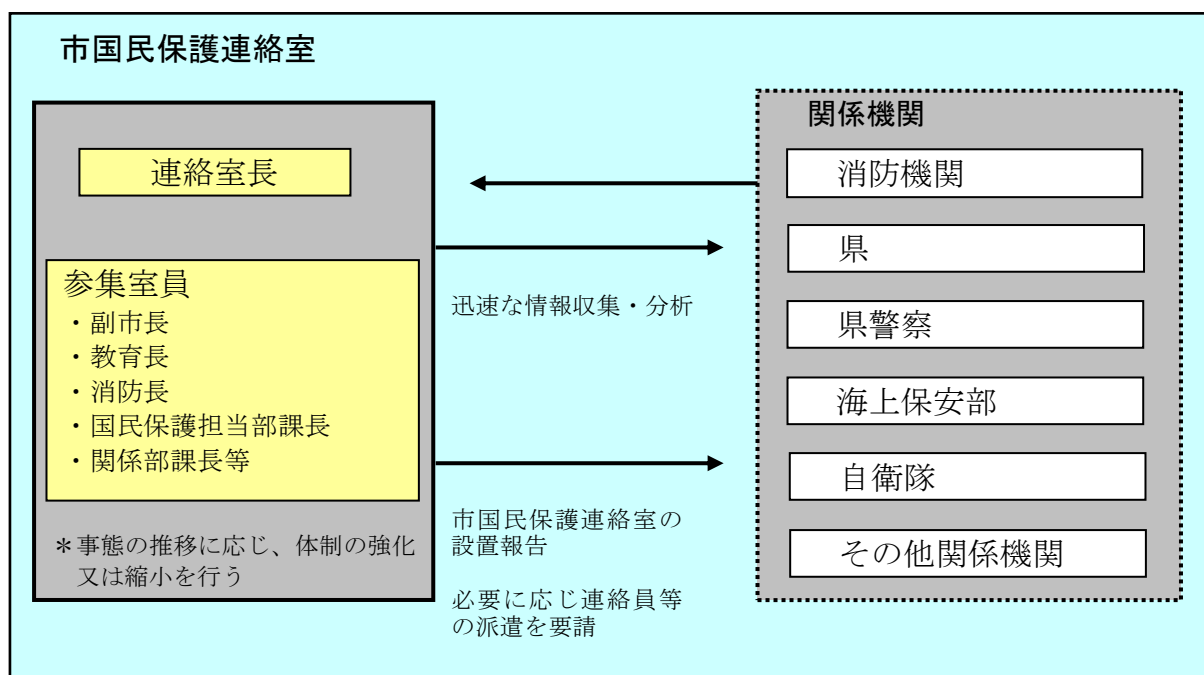 市国民保護連絡室
連絡室長
参集室員
・副市長
・教育長
・消防長
・国民保護担当部課長
・関係部課長等
＊事態の推移に応じ、体制の強化
又は縮小を行う
迅速な情報収集・分析
市国民保護連絡室の
設置報告
必要に応じ連絡員等
の派遣を要請
関係機関
消防機関
県
県警察
海上保安部
自衛隊
その他関係機関